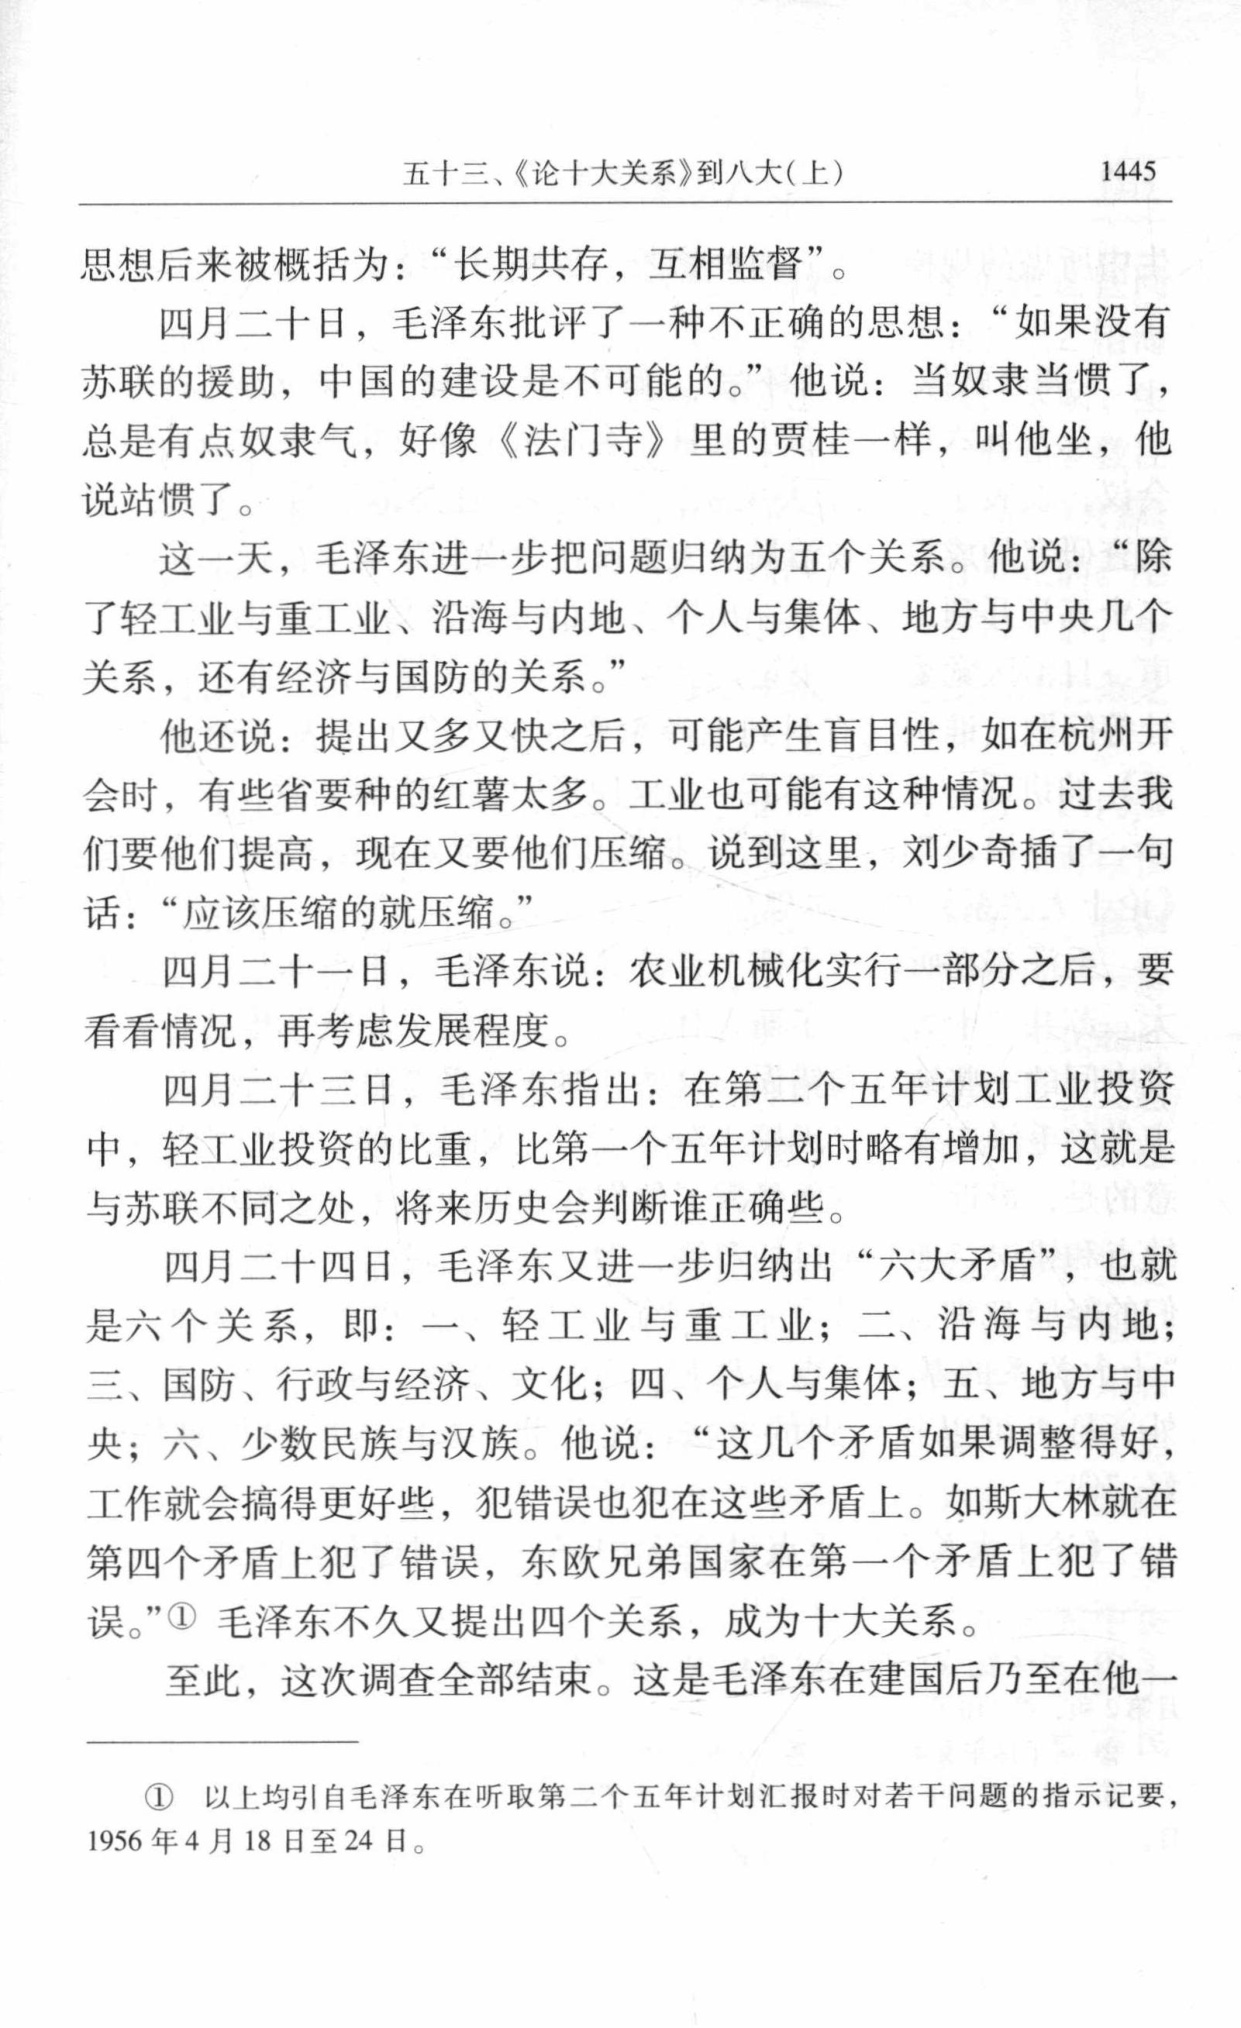 五十三、《论十大关系》到八大(上) 1445
思想后来被概括为：“长期共存，互相监督”。
四月二十日，毛泽东批评了一种不正确的思想：“如果没有
苏联的援助，中国的建设是不可能的。”他说：当奴隶当惯了，
总是有点奴隶气，好像《法门寺》里的贾桂一样，叫他坐，他
说站惯了。
这一天，毛泽东进一步把问题归纳为五个关系。他说：“除
了轻工业与重工业、沿海与内地、个人与集体、地方与中央几个
关系，还有经济与国防的关系。”
他还说：提出又多又快之后，可能产生盲目性，如在杭州开
会时，有些省要种的红薯太多。工业也可能有这种情况。过去我
们要他们提高，现在又要他们压缩。说到这里，刘少奇插了一句
话：“应该压缩的就压缩。”
四月二十一日，毛泽东说：农业机械化实行一部分之后，要
看看情况，再考虑发展程度。
四月二十三日，毛泽东指出：在第二个五年计划工业投资
中，轻工业投资的比重，比第一个五年计划时略有增加，这就是
与苏联不同之处，将来历史会判断谁正确些。
四月二十四日，毛泽东又进一步归纳出“六大矛盾”，也就
是六个关系，即：一、轻工业与重工业；二、沿海与内地；
三、国防、行政与经济、文化；四、个人与集体；五、地方与中
央；六、少数民族与汉族。他说：“这几个矛盾如果调整得好，
工作就会搞得更好些，犯错误也犯在这些矛盾上。如斯大林就在
第四个矛盾上犯了错误，东欧兄弟国家在第一个矛盾上犯了错
误。”① 毛泽东不久又提出四个关系，成为十大关系。
至此，这次调查全部结束。这是毛泽东在建国后乃至在他一
① 以上均引自毛泽东在听取第二个五年计划汇报时对若干问题的指示记要，
1956年4月18日至24日。